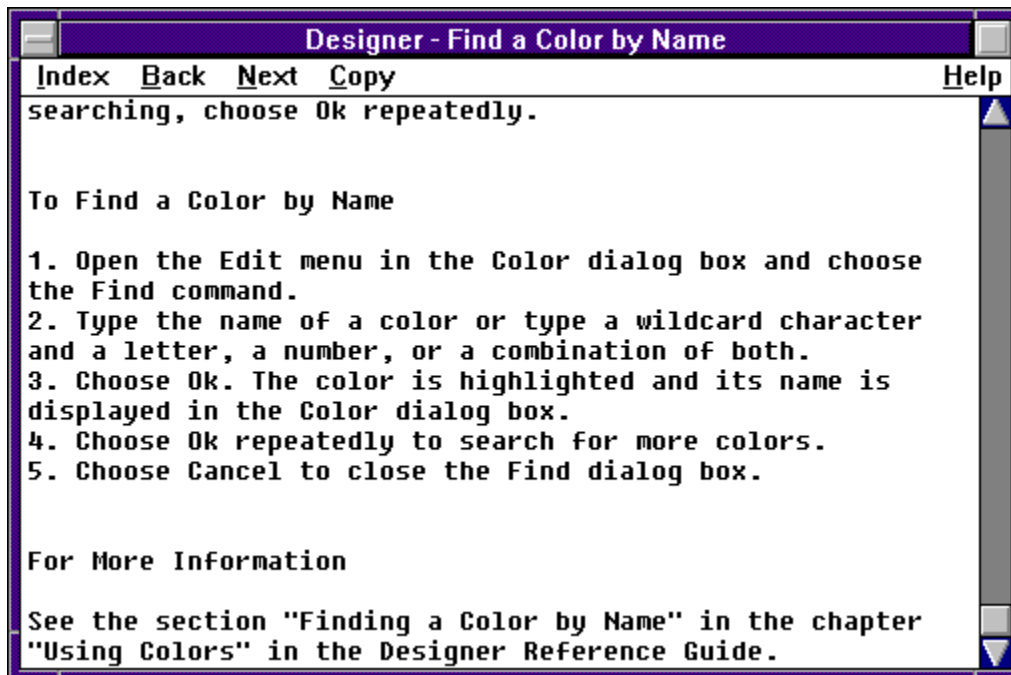 Designer - Find a Color by Name
Index Back Next Copy Help
searching, choose Ok repeatedly.
To Find a Color by Name
1. Open the Edit menu in the Color dialog box and choose
the Find command.
2. Type the name of a color or type a wildcard character
and a letter, a number, or a combination of both.
3. Choose Ok. The color is highlighted and its name is
displayed in the Color dialog box.
4. Choose Ok repeatedly to search for more colors.
5. Choose Cancel to close the Find dialog box.
For More Information
See the section "Finding a Color by Name" in the chapter
"Using Colors" in the Designer Reference Guide.